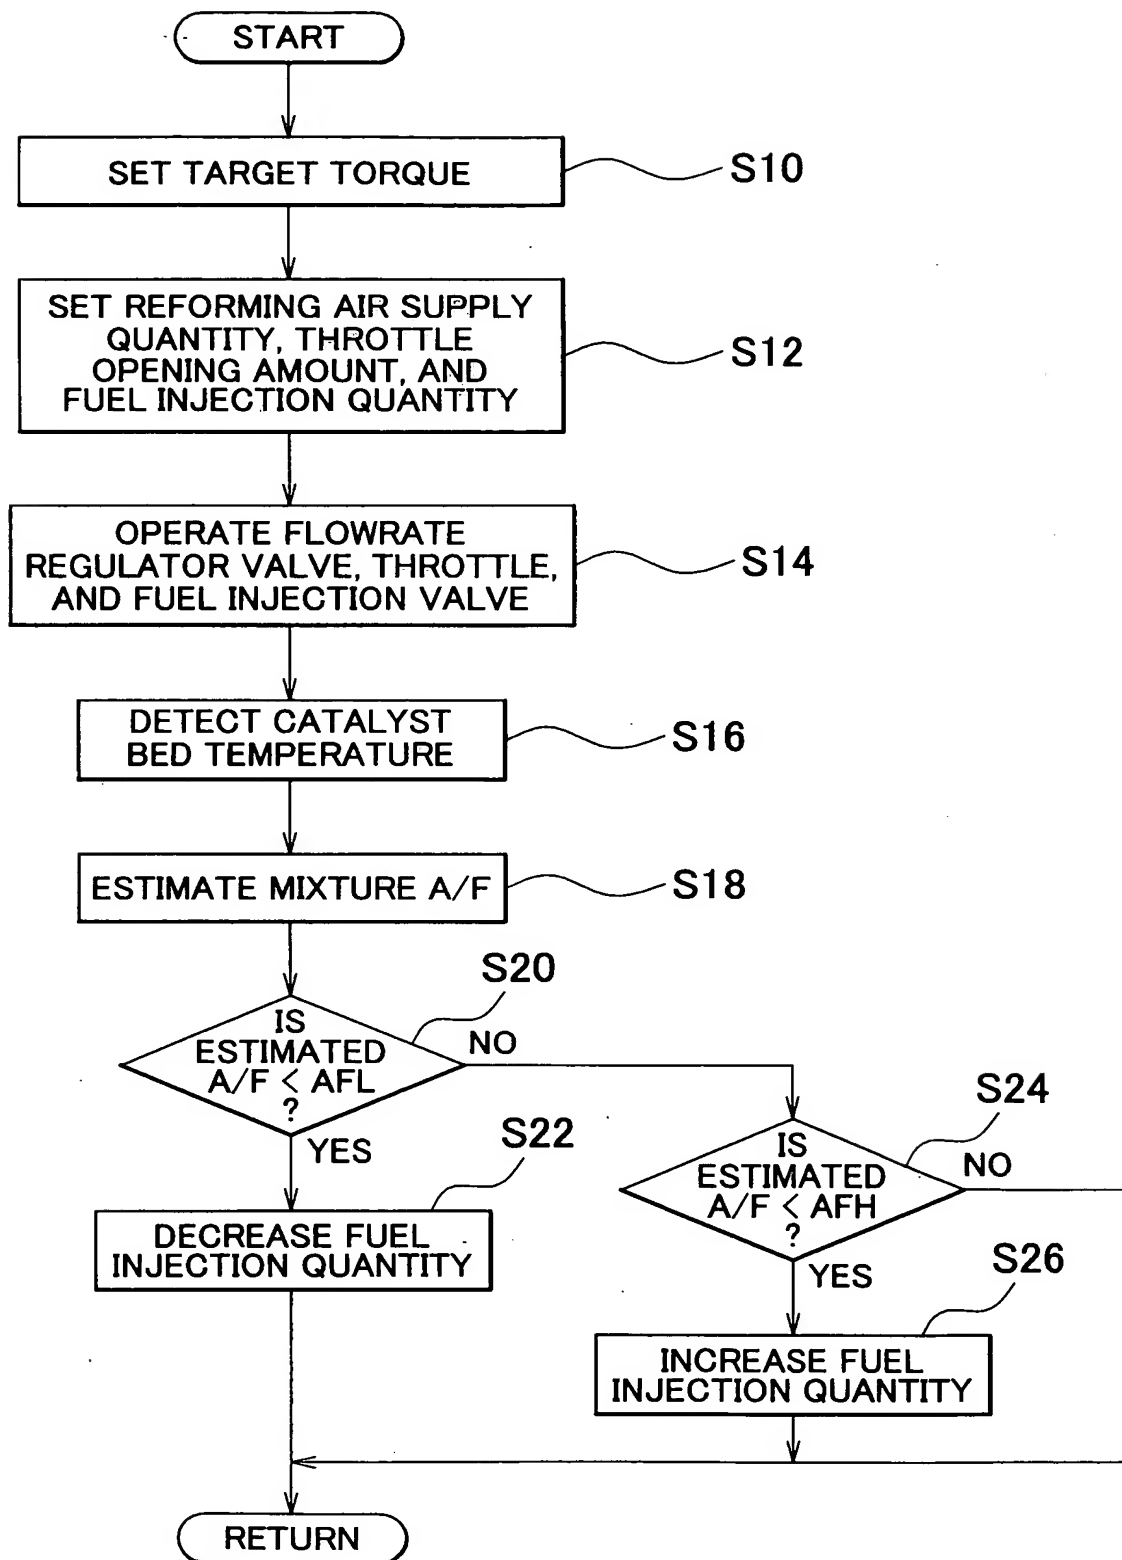 START
SET TARGET TORQUE
S10
SET REFORMING AIR SUPPLY
QUANTITY, THROTTLE
OPENING AMOUNT, AND
FUEL INJECTION QUANTITY
S12
OPERATE FLOWRATE
REGULATOR VALVE, THROTTLE,
AND FUEL INJECTION VALVE
S14
DETECT CATALYST
BED TEMPERATURE
S16
ESTIMATE MIXTURE A/F
S18
S20
IS
ESTIMATED
A/F < AFL
?
NO
YES
S22
DECREASE FUEL
INJECTION QUANTITY
S24
IS
ESTIMATED
A/F < AFH
?
NO
YES
S26
INCREASE FUEL
INJECTION QUANTITY
RETURN